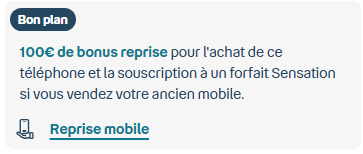 Bon plan
100€ de bonus reprise pour l'achat de ce
téléphone et la souscription à un forfait Sensation
si vous vendez votre ancien mobile.
Reprise mobile